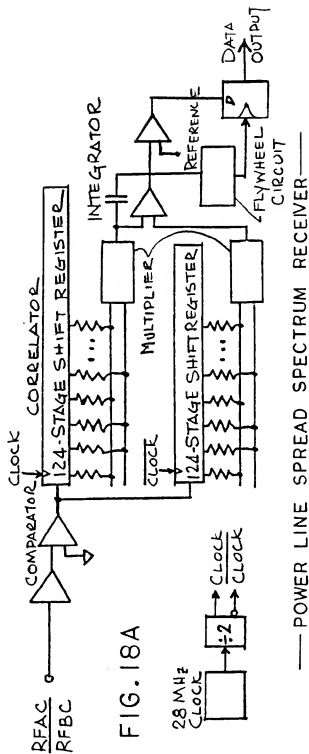 RFAC
RFBC
COMPARATOR
CLOCK
CORRELATOR
124-STAGE SHIFT REGISTER
...
MULTIPLIER
INTEGRATOR
REFERENCE
DATA
OUTPUT
D
FLYWHEEL
CIRCUIT
CLOCK
124-STAGE SHIFT REGISTER
...
FIG. 18A
28 MHz
CLOCK
÷2
CLOCK
CLOCK
POWER LINE SPREAD SPECTRUM RECEIVER